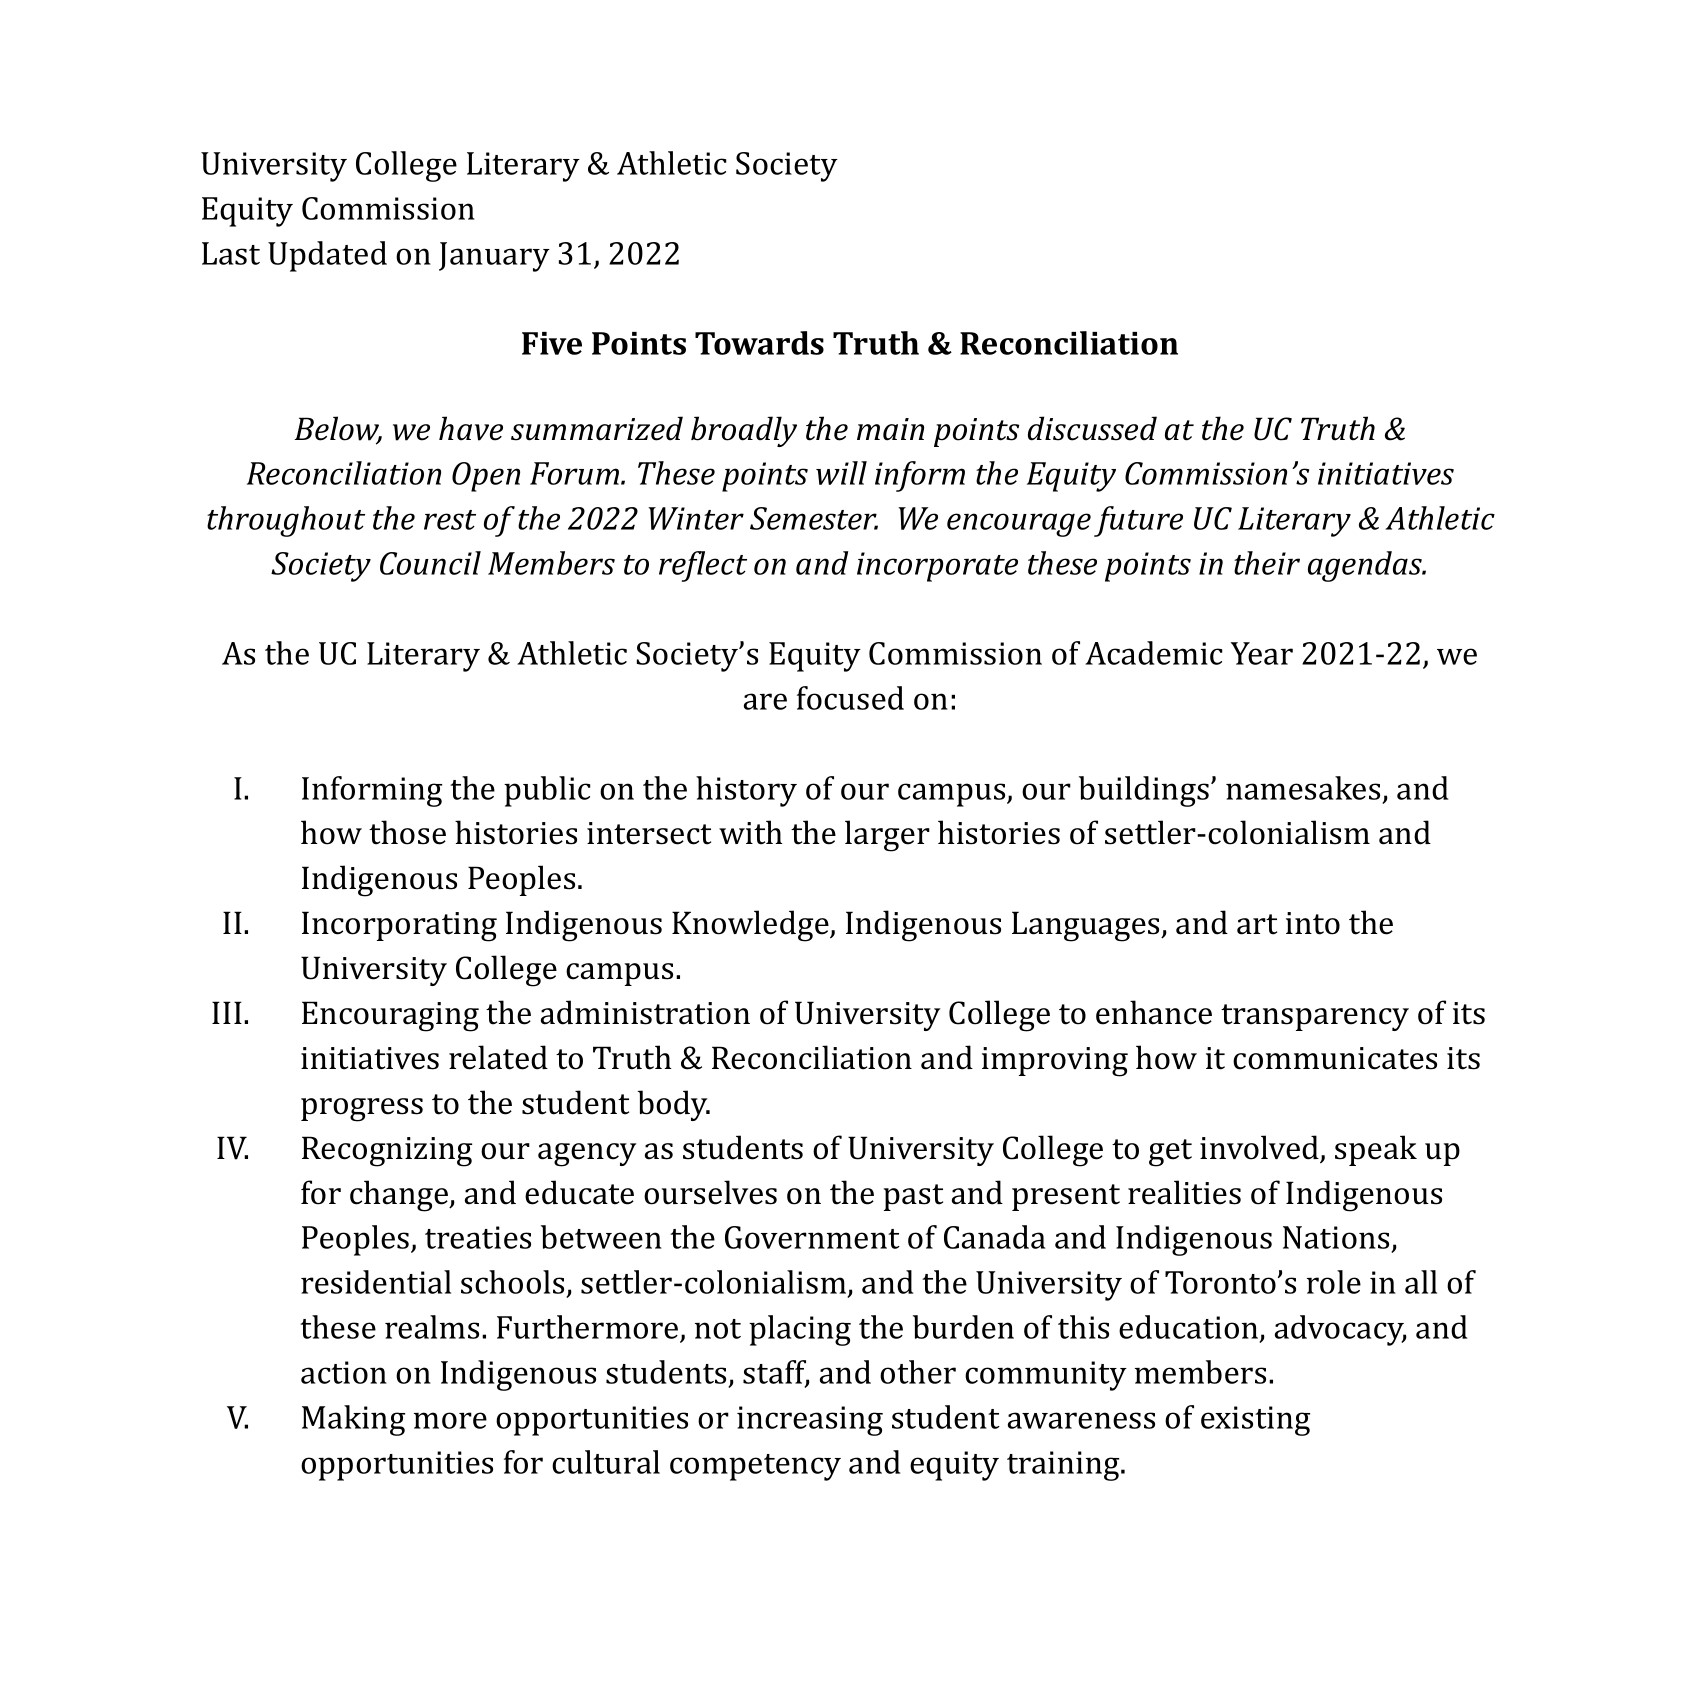 University College Literary & Athletic Society
Equity Commission
Last Updated on January 31, 2022
Five Points Towards Truth & Reconciliation
Below, we have summarized broadly the main points discussed at the UC Truth &
Reconciliation Open Forum. These points will inform the Equity Commission’s initiatives
throughout the rest of the 2022 Winter Semester.  We encourage future UC Literary & Athletic
Society Council Members to reflect on and incorporate these points in their agendas.
As the UC Literary & Athletic Society’s Equity Commission of Academic Year 2021-22, we
are focused on:
I. Informing the public on the history of our campus, our buildings’ namesakes, and
how those histories intersect with the larger histories of settler-colonialism and
Indigenous Peoples.
II. Incorporating Indigenous Knowledge, Indigenous Languages, and art into the
University College campus.
III. Encouraging the administration of University College to enhance transparency of its
initiatives related to Truth & Reconciliation and improving how it communicates its
progress to the student body.
IV. Recognizing our agency as students of University College to get involved, speak up
for change, and educate ourselves on the past and present realities of Indigenous
Peoples, treaties between the Government of Canada and Indigenous Nations,
residential schools, settler-colonialism, and the University of Toronto’s role in all of
these realms. Furthermore, not placing the burden of this education, advocacy, and
action on Indigenous students, staff, and other community members.
V. Making more opportunities or increasing student awareness of existing
opportunities for cultural competency and equity training.